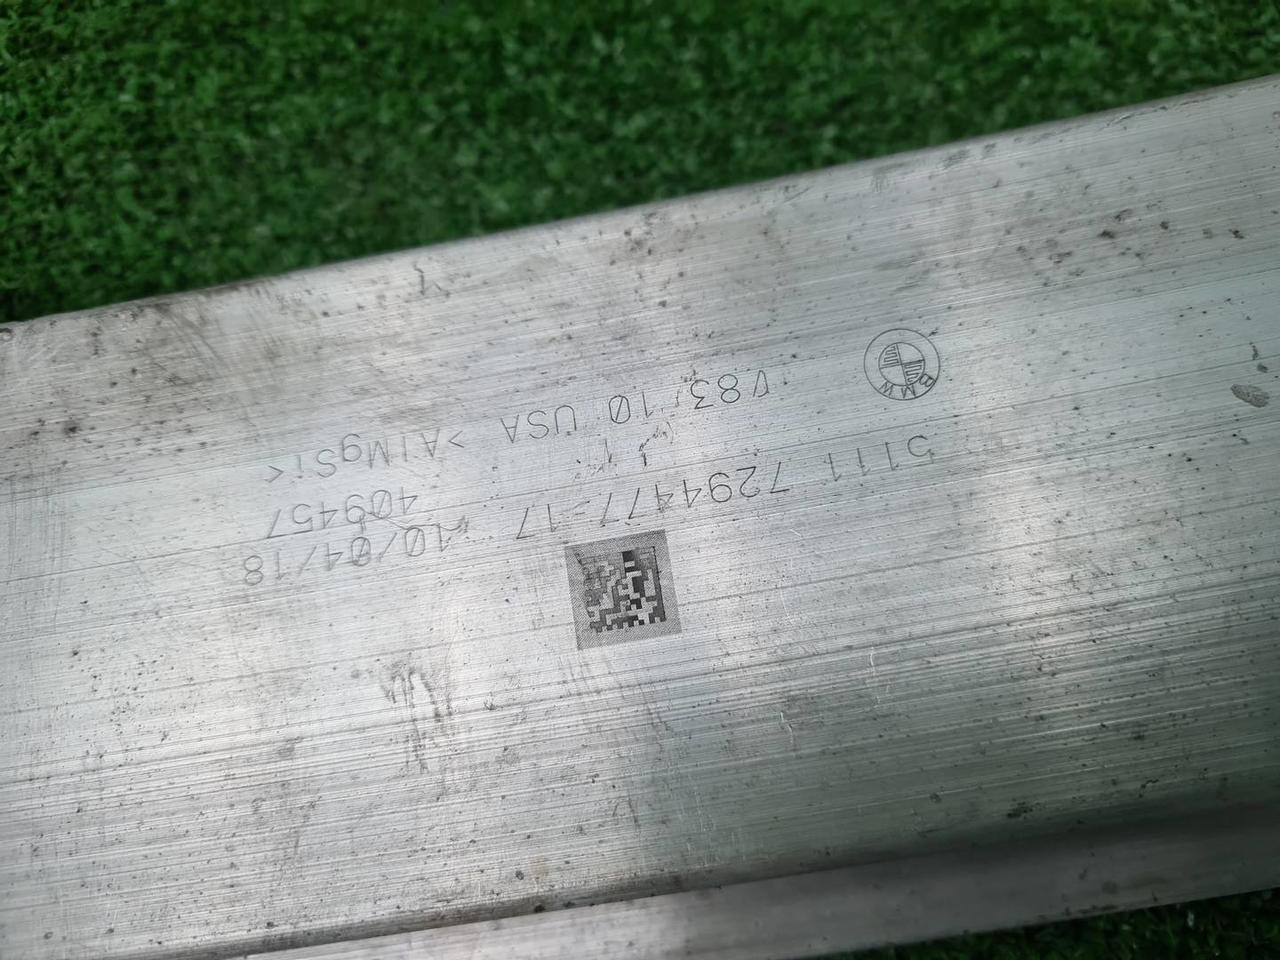 BMW
V83/10 USA >AlMgSi<
5111 7294477-17 10/04/18 409457